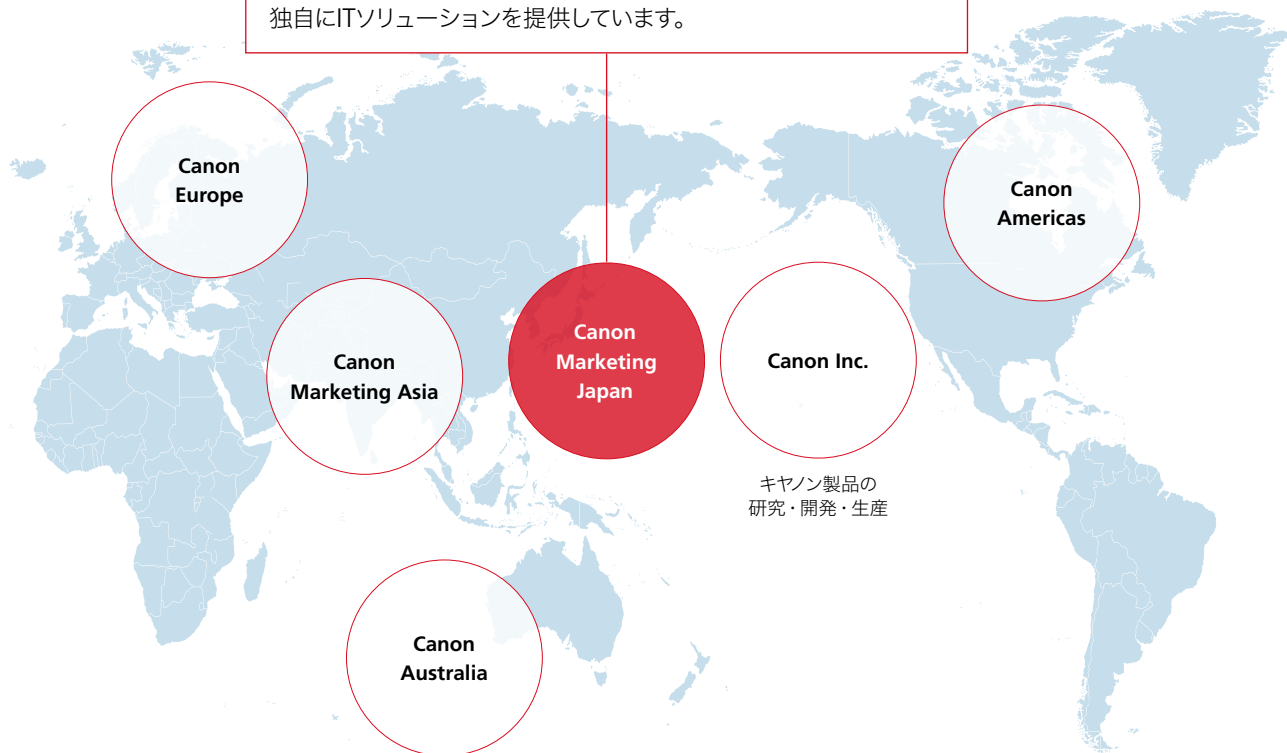 独自にITソリューションを提供しています。
Canon
Europe
Canon
Americas
Canon
Marketing Asia
Canon
Marketing
Japan
Canon Inc.
キヤノン製品の
研究・開発・生産
Canon
Australia